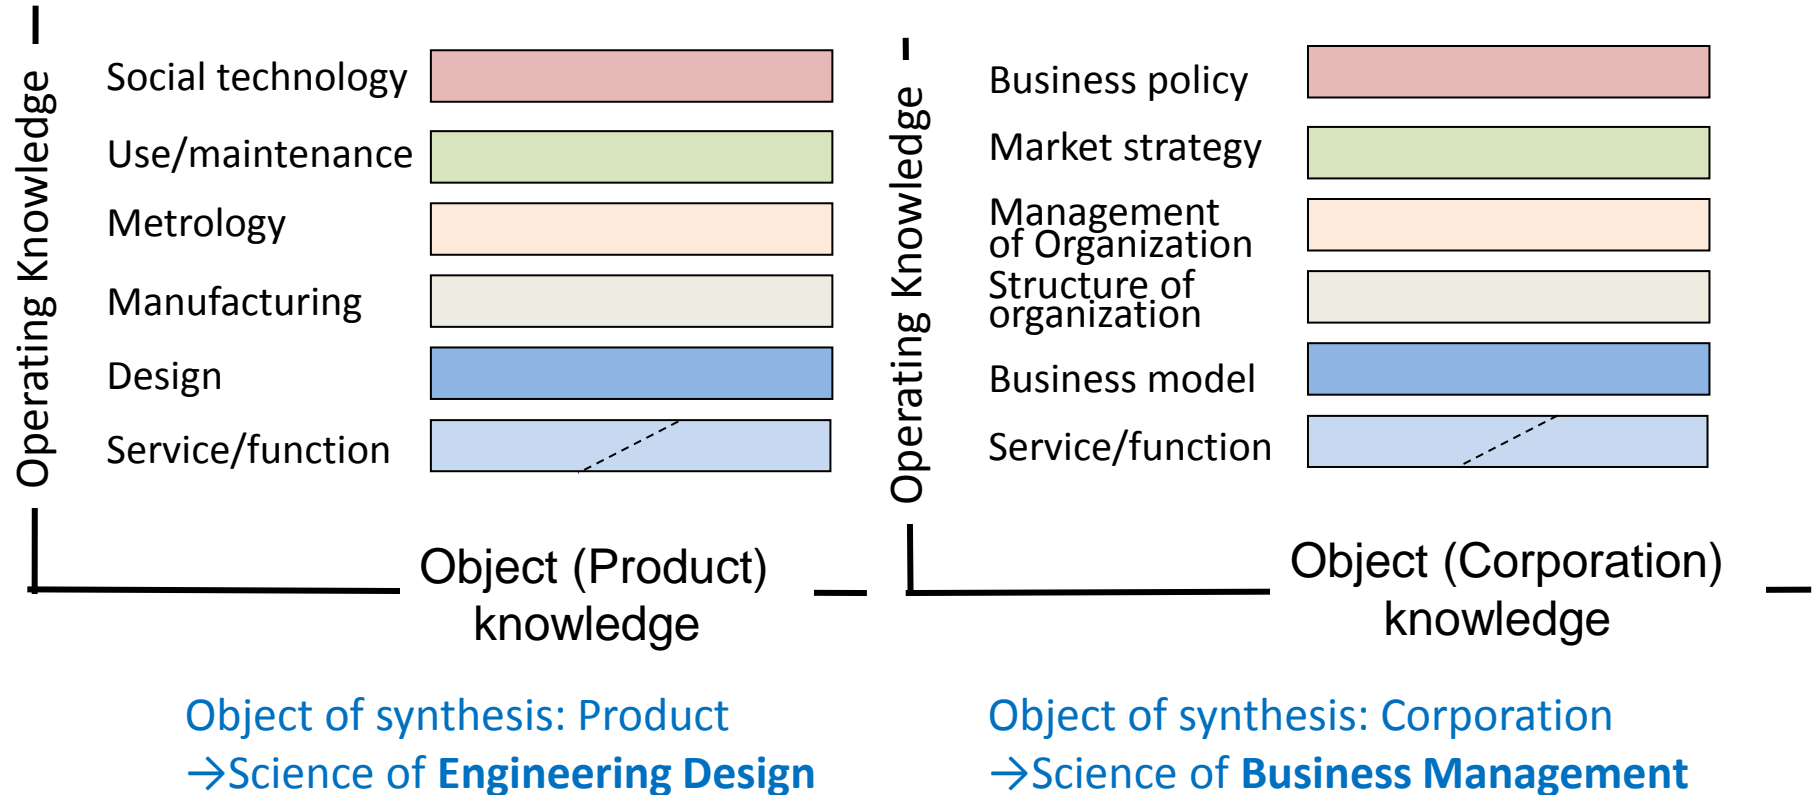 Operating Knowledge
Social technology
Use/maintenance
Metrology
Manufacturing
Design
Service/function
Object (Product)
knowledge
Object of synthesis: Product
→Science of Engineering Design
Operating Knowledge
Business policy
Market strategy
Management
of Organization
Structure of
organization
Business model
Service/function
Object (Corporation)
knowledge
Object of synthesis: Corporation
→Science of Business Management